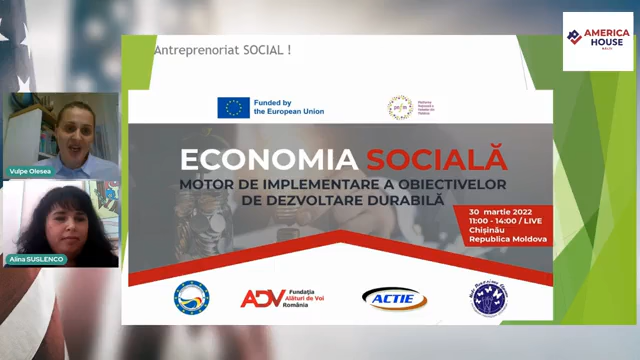 AMERICA
HOUSE
BĂLȚI
Antreprenoriat SOCIAL !
Funded by
the European Union
ECONOMIA SOCIALĂ
MOTOR DE IMPLEMENTARE A OBIECTIVELOR
DE DEZVOLTARE DURABILĂ
30 martie 2022
11:00 - 14:00 / LIVE
Chișinău
Republica Moldova
Vulpe Olesea
Alina SUSLENCO
ADV
Fundația
Alături de Voi
România
ACTIE